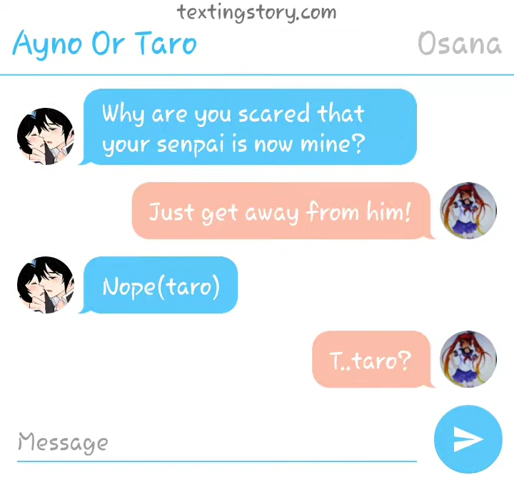 textingstory.com
Ayno Or Taro
Osana
Why are you scared that
your senpai is now mine?
Just get away from him!
Nope(taro)
T..taro?
Message